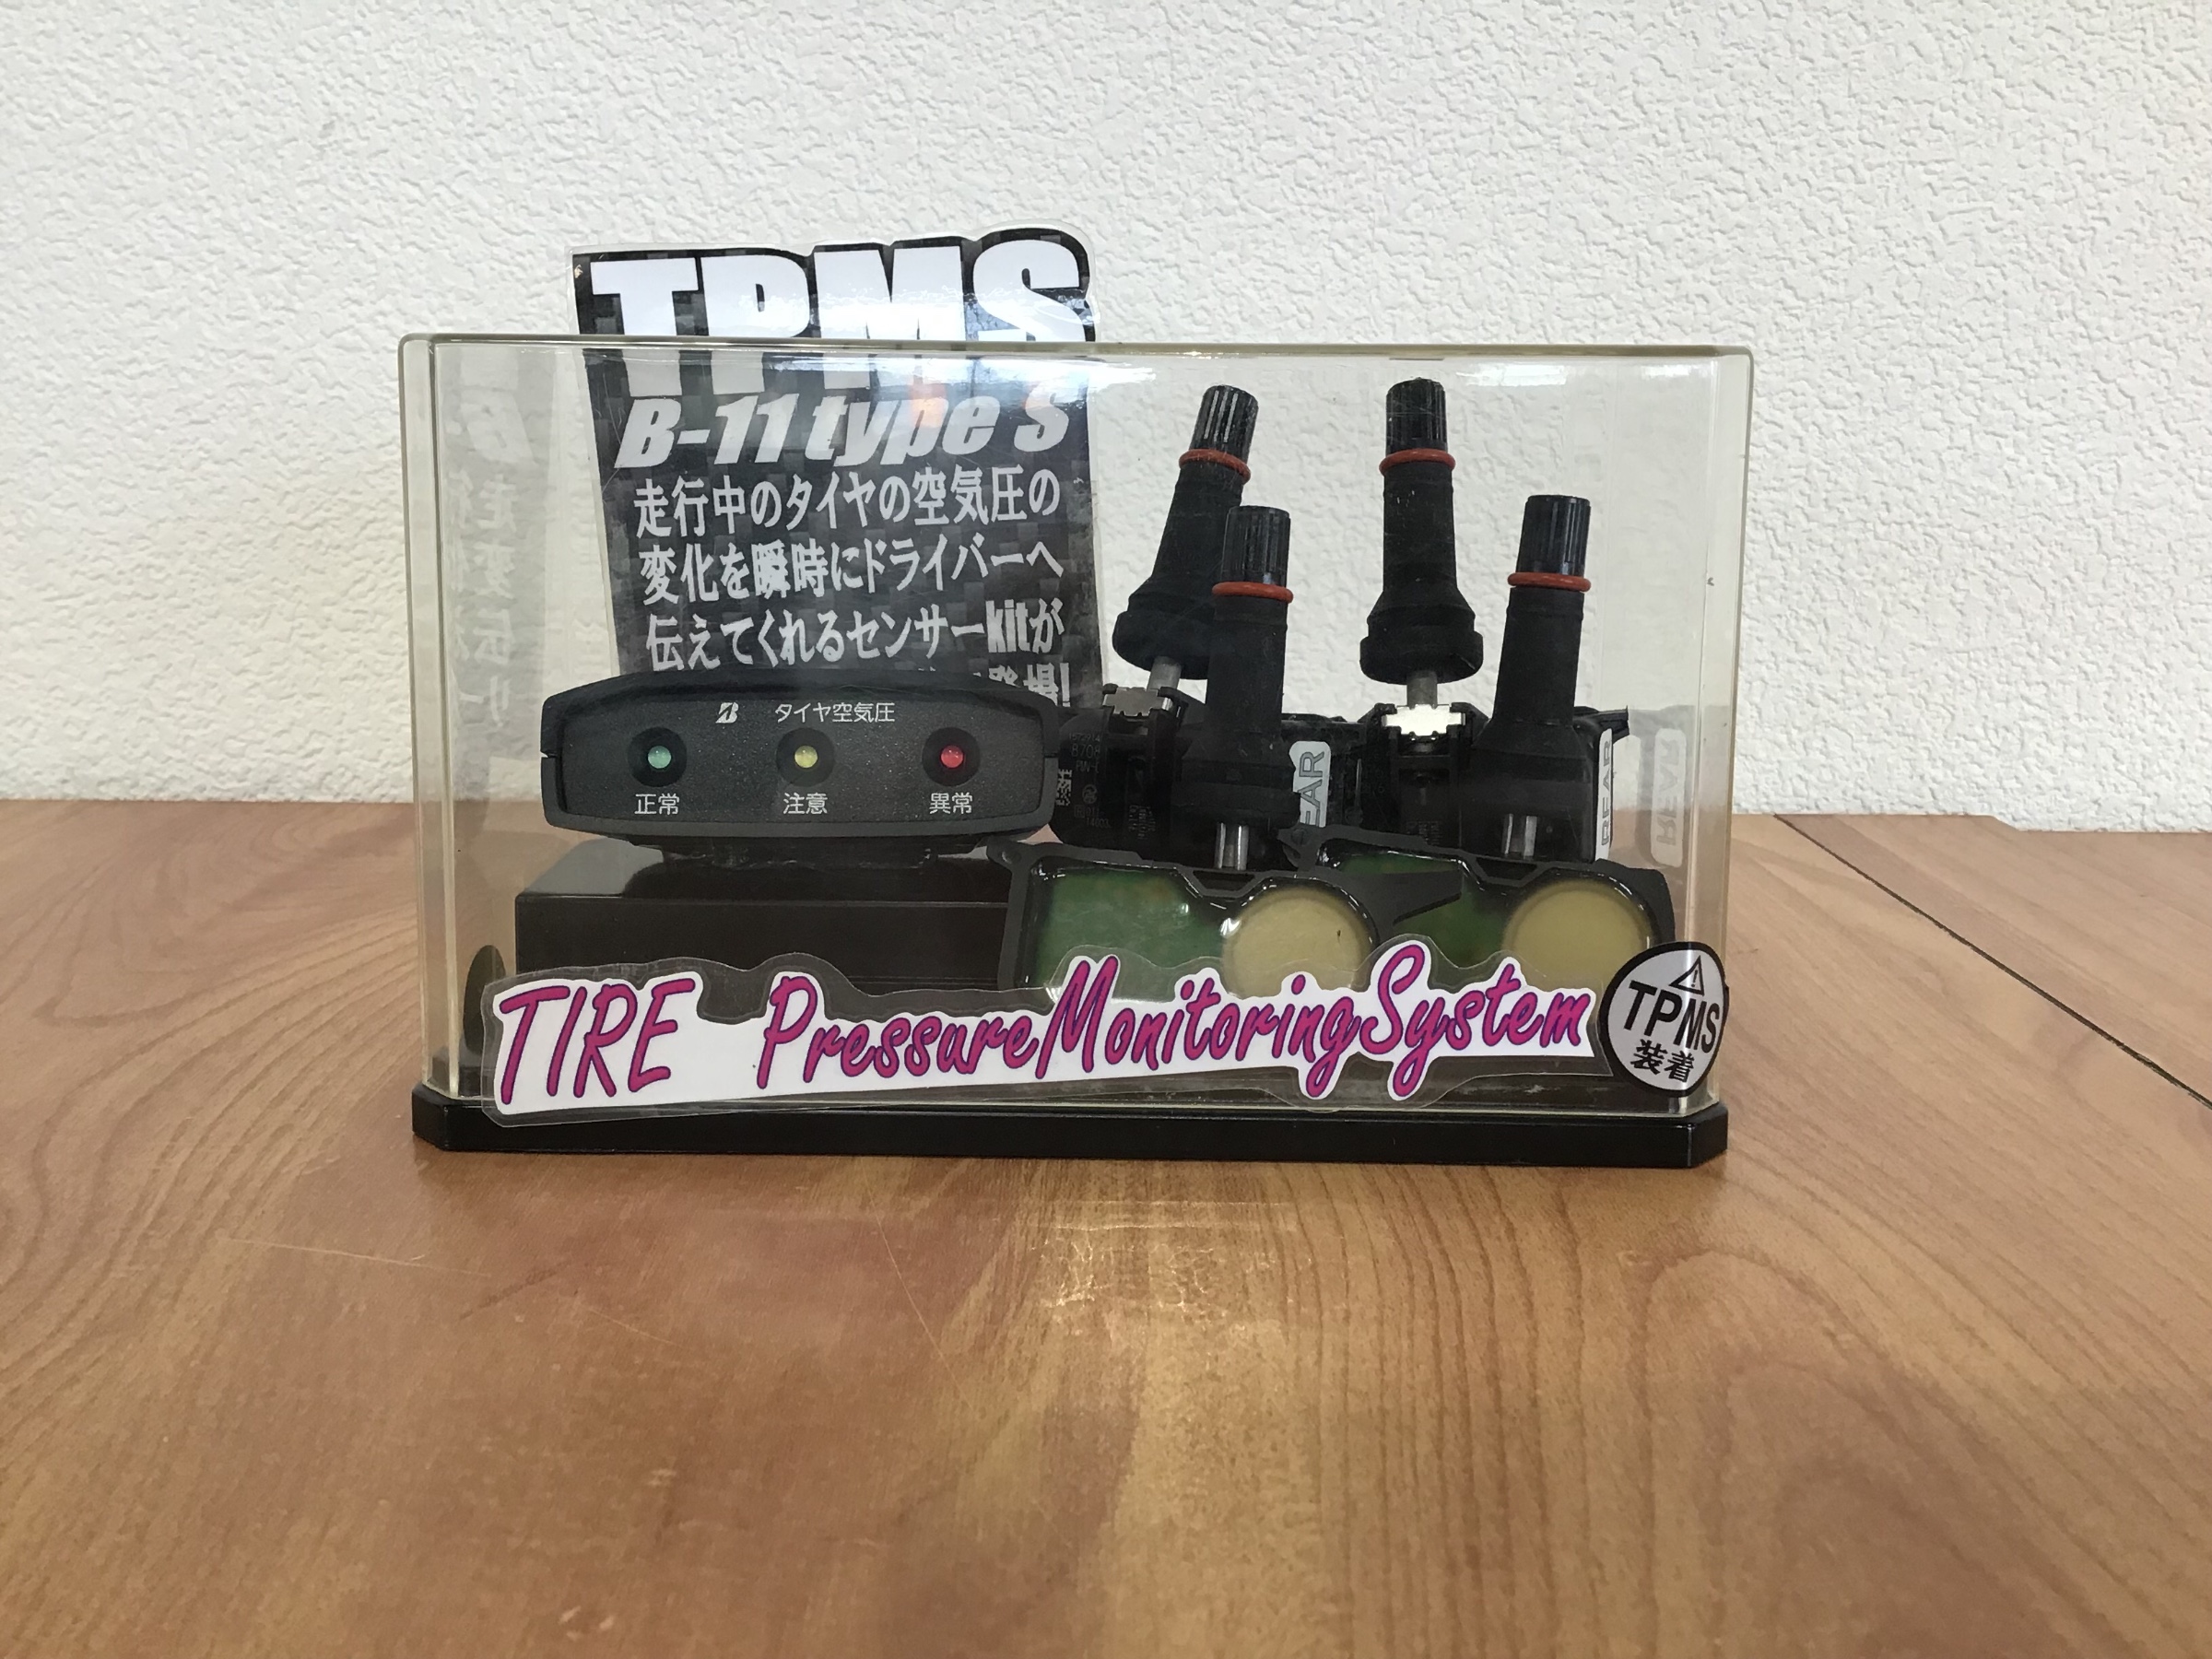 TPMS
B-11 type S
走行中のタイヤの空気圧の
変化を瞬時にドライバーへ
伝えてくれるセンサーkitが
タイヤ空気圧
正常 注意 異常
REAR
TIRE PressureMonitoringSystem
TPMS
装着